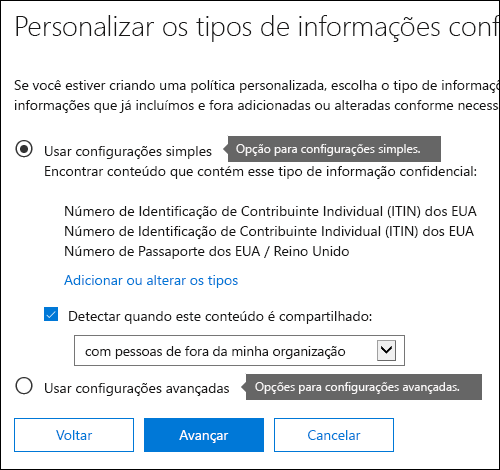 Personalizar os tipos de informações conf
Se você estiver criando uma política personalizada, escolha o tipo de informaç
informações que já incluímos e fora adicionadas ou alteradas conforme necess
Usar configurações simples
Opção para configurações simples.
Encontrar conteúdo que contém esse tipo de informação confidencial:
Número de Identificação de Contribuinte Individual (ITIN) dos EUA
Número de Identificação de Contribuinte Individual (ITIN) dos EUA
Número de Passaporte dos EUA / Reino Unido
Adicionar ou alterar os tipos
Detectar quando este conteúdo é compartilhado:
com pessoas de fora da minha organização
Usar configurações avançadas
Opções para configurações avançadas.
Voltar
Avançar
Cancelar